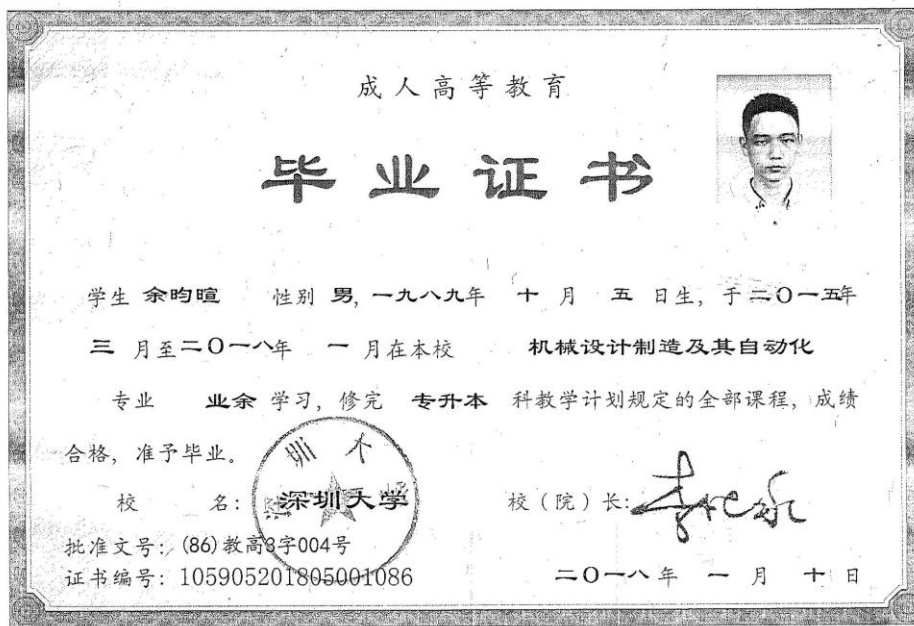 成人高等教育
毕业证书
学生 余昀暄 性别 男,一九八九年 十 月 五 日生,于二〇一五年
三 月至二〇一八年 一 月在本校 机械设计制造及其自动化
专业 业余 学习,修完 专升本 科教学计划规定的全部课程,成绩
合格,准予毕业。
校 名: 深圳大学
校(院)长:
批准文号:(86)教高3字004号
证书编号:105905201805001086
二〇一八年 一 月 十 日